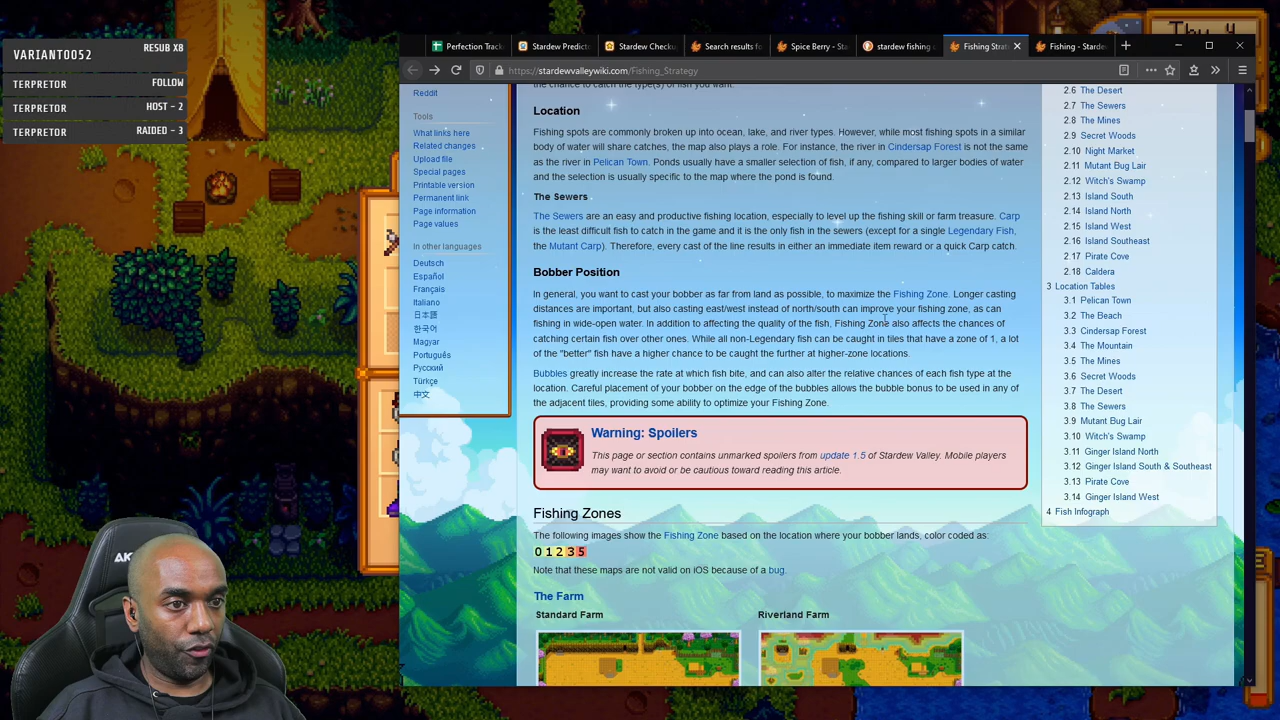 VARIANT0052
RESUB X8
TERPRETOR
FOLLOW
TERPRETOR
HOST - 2
TERPRETOR
RAIDED - 3
Perfection Track
Stardew Predicto
Stardew Checkup
Search results fo
Spice Berry - Sta
stardew fishing
Fishing Strat
Fishing - Stardew
https://stardewvalleywiki.com/Fishing_Strategy
Reddit
Tools
What links here
Related changes
Upload file
Special pages
Printable version
Permanent link
Page information
Page values
In other languages
Deutsch
Español
Français
Italiano
日本語
한국어
Magyar
Português
Русский
Türkçe
中文
the chance to catch the type(s) of fish you want.
Location
Fishing spots are commonly broken up into ocean, lake, and river types. However, while most fishing spots in a similar
body of water will share catches, the map also plays a role. For instance, the river in Cindersap Forest is not the same
as the river in Pelican Town. Ponds usually have a smaller selection of fish, if any, compared to larger bodies of water
and the selection is usually specific to the map where the pond is found.
The Sewers
The Sewers are an easy and productive fishing location, especially to level up the fishing skill or farm treasure. Carp
is the least difficult fish to catch in the game and it is the only fish in the sewers (except for a single Legendary Fish,
the Mutant Carp). Therefore, every cast of the line results in either an immediate item reward or a quick Carp catch.
Bobber Position
In general, you want to cast your bobber as far from land as possible, to maximize the Fishing Zone. Longer casting
distances are important, but also casting east/west instead of north/south can improve your fishing zone, as can
fishing in wide-open water. In addition to affecting the quality of the fish, Fishing Zone also affects the chances of
catching certain fish over other ones. While all non-Legendary fish can be caught in tiles that have a zone of 1, a lot
of the "better" fish have a higher chance to be caught the further at higher-zone locations.
Bubbles greatly increase the rate at which fish bite, and can also alter the relative chances of each fish type at the
location. Careful placement of your bobber on the edge of the bubbles allows the bubble bonus to be used in any of
the adjacent tiles, providing some ability to optimize your Fishing Zone.
Warning: Spoilers
This page or section contains unmarked spoilers from update 1.5 of Stardew Valley. Mobile players
may want to avoid or be cautious toward reading this article.
Fishing Zones
The following images show the Fishing Zone based on the location where your bobber lands, color coded as:
0 1 2 3 5
Note that these maps are not valid on iOS because of a bug.
The Farm
Standard Farm
Riverland Farm
2.6 The Desert
2.7 The Sewers
2.8 The Mines
2.9 Secret Woods
2.10 Night Market
2.11 Mutant Bug Lair
2.12 Witch's Swamp
2.13 Island South
2.14 Island North
2.15 Island West
2.16 Island Southeast
2.17 Pirate Cove
2.18 Caldera
3 Location Tables
3.1 Pelican Town
3.2 The Beach
3.3 Cindersap Forest
3.4 The Mountain
3.5 The Mines
3.6 Secret Woods
3.7 The Desert
3.8 The Sewers
3.9 Mutant Bug Lair
3.10 Witch's Swamp
3.11 Ginger Island North
3.12 Ginger Island South & Southeast
3.13 Pirate Cove
3.14 Ginger Island West
4 Fish Infograph